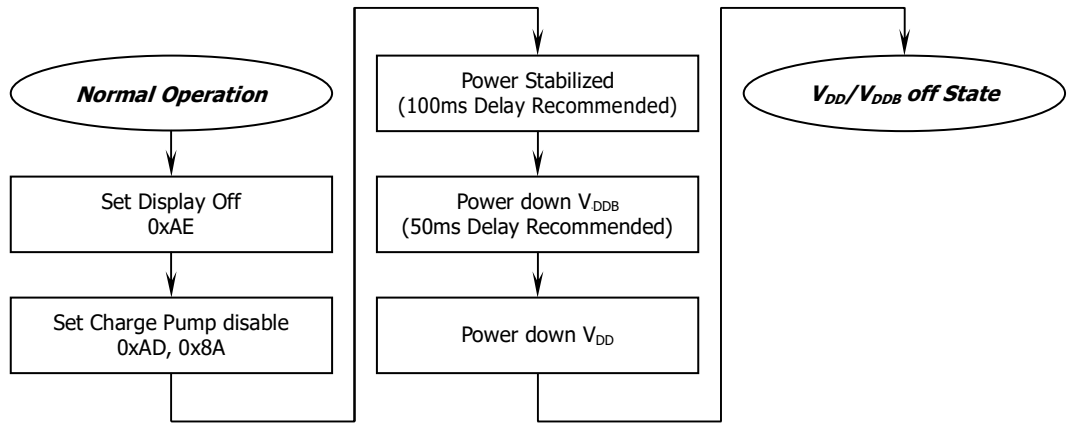 Normal Operation
Set Display Off
0xAE
Set Charge Pump disable
0xAD, 0x8A
Power Stabilized
(100ms Delay Recommended)
Power down VDDB
(50ms Delay Recommended)
Power down VDD
VDD/VDDB off State